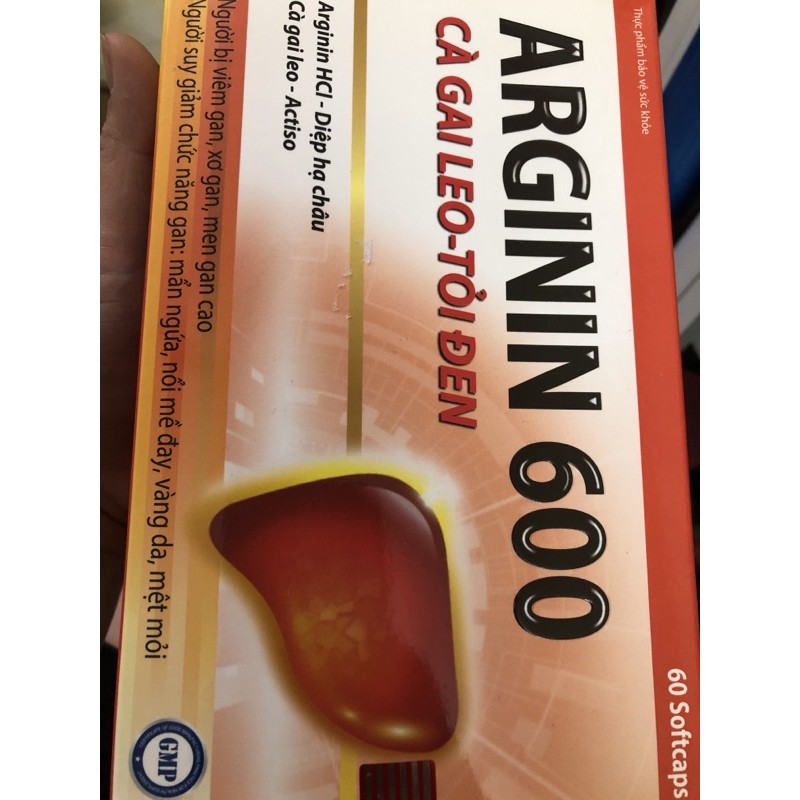 Thực phẩm bảo vệ sức khỏe
ARGININ 600
CÀ GAI LEO-TỎI ĐEN
Arginin HCl - Diệp hạ châu
Cà gai leo - Actiso
Người bị viêm gan, xơ gan, men gan cao
Người suy giảm chức năng gan: mẩn ngứa, nổi mề đay, vàng da, mệt mỏi
60 Softcaps
GMP